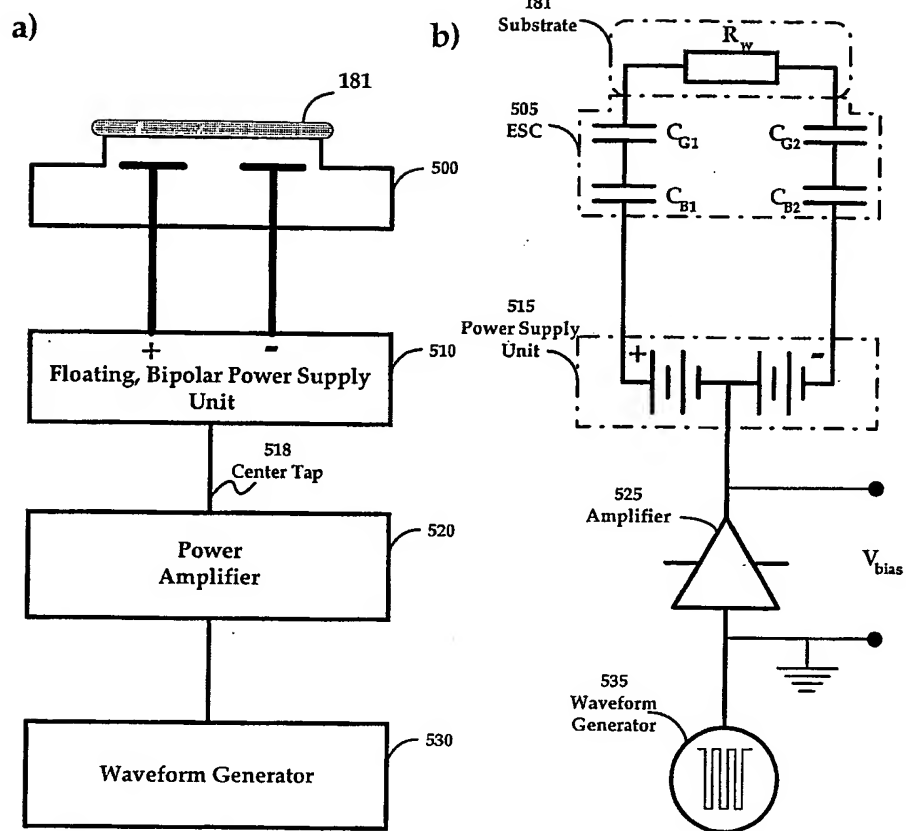 a)
181
500
+
-
Floating, Bipolar Power Supply
Unit
510
518
Center Tap
Power
Amplifier
520
Waveform Generator
530
b)
181
Substrate
R_w
505
ESC
C_G1
C_G2
C_B1
C_B2
515
Power Supply
Unit
+
-
525
Amplifier
V_bias
535
Waveform
Generator